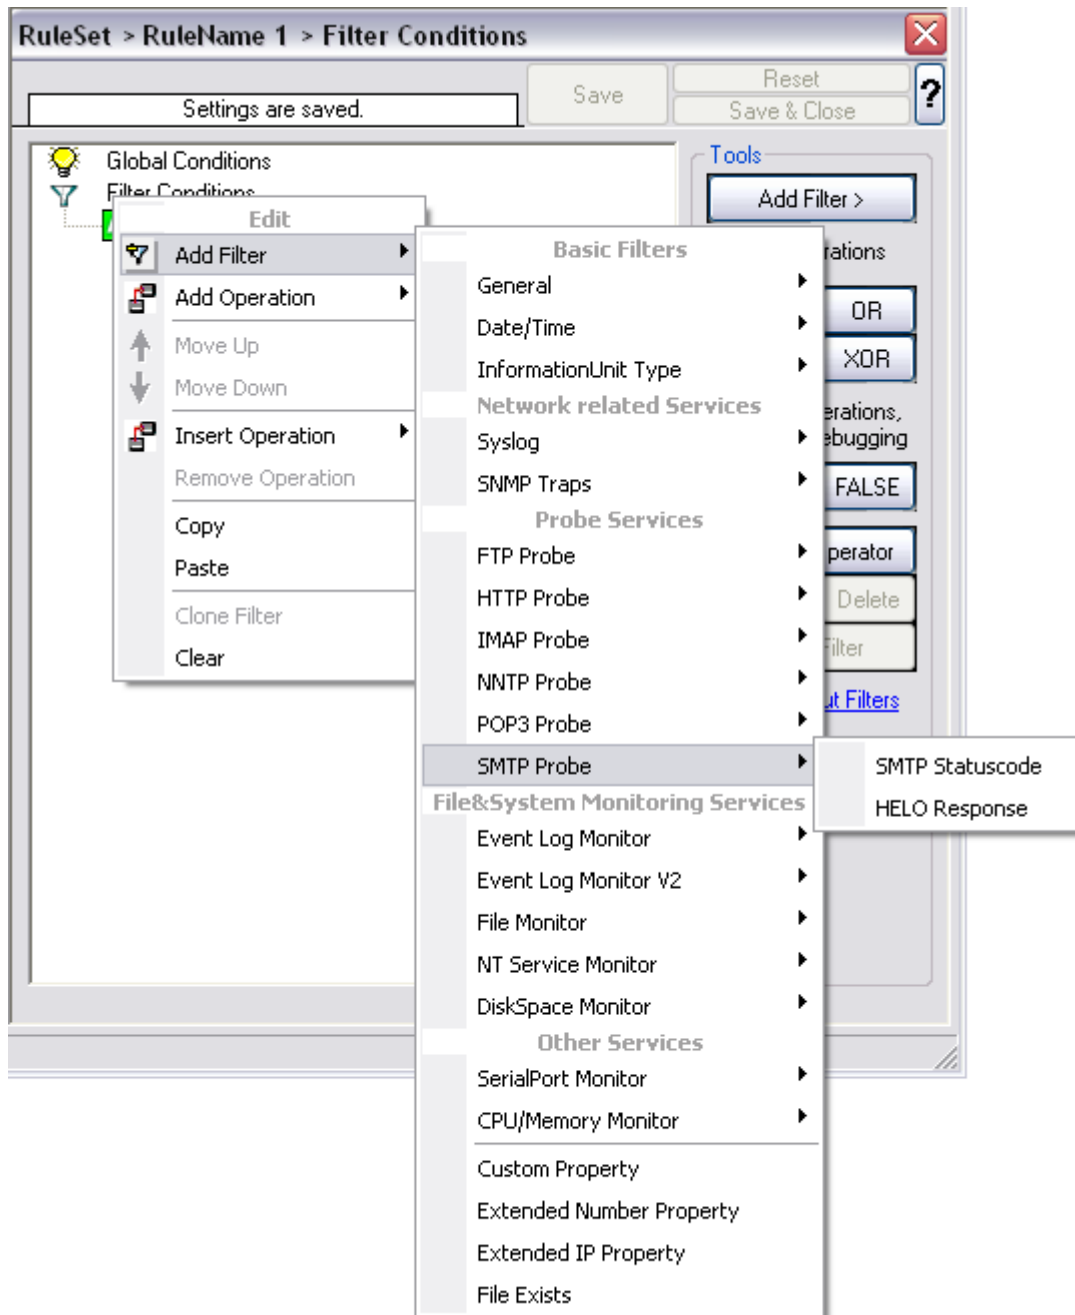 RuleSet > RuleName 1 > Filter Conditions
Settings are saved.
Save
Reset
Save & Close
?
Global Conditions
Filter Conditions
Tools
Add Filter >
Edit
Add Filter
Add Operation
Move Up
Move Down
Insert Operation
Remove Operation
Copy
Paste
Clone Filter
Clear
Basic Filters
General
Date/Time
InformationUnit Type
Network related Services
Syslog
SNMP Traps
Probe Services
FTP Probe
HTTP Probe
IMAP Probe
NNTP Probe
POP3 Probe
SMTP Probe
File&System Monitoring Services
Event Log Monitor
Event Log Monitor V2
File Monitor
NT Service Monitor
DiskSpace Monitor
Other Services
SerialPort Monitor
CPU/Memory Monitor
Custom Property
Extended Number Property
Extended IP Property
File Exists
SMTP Statuscode
HELO Response
rations
OR
XOR
erations,
ebugging
FALSE
perator
Delete
Filter
ut Filters